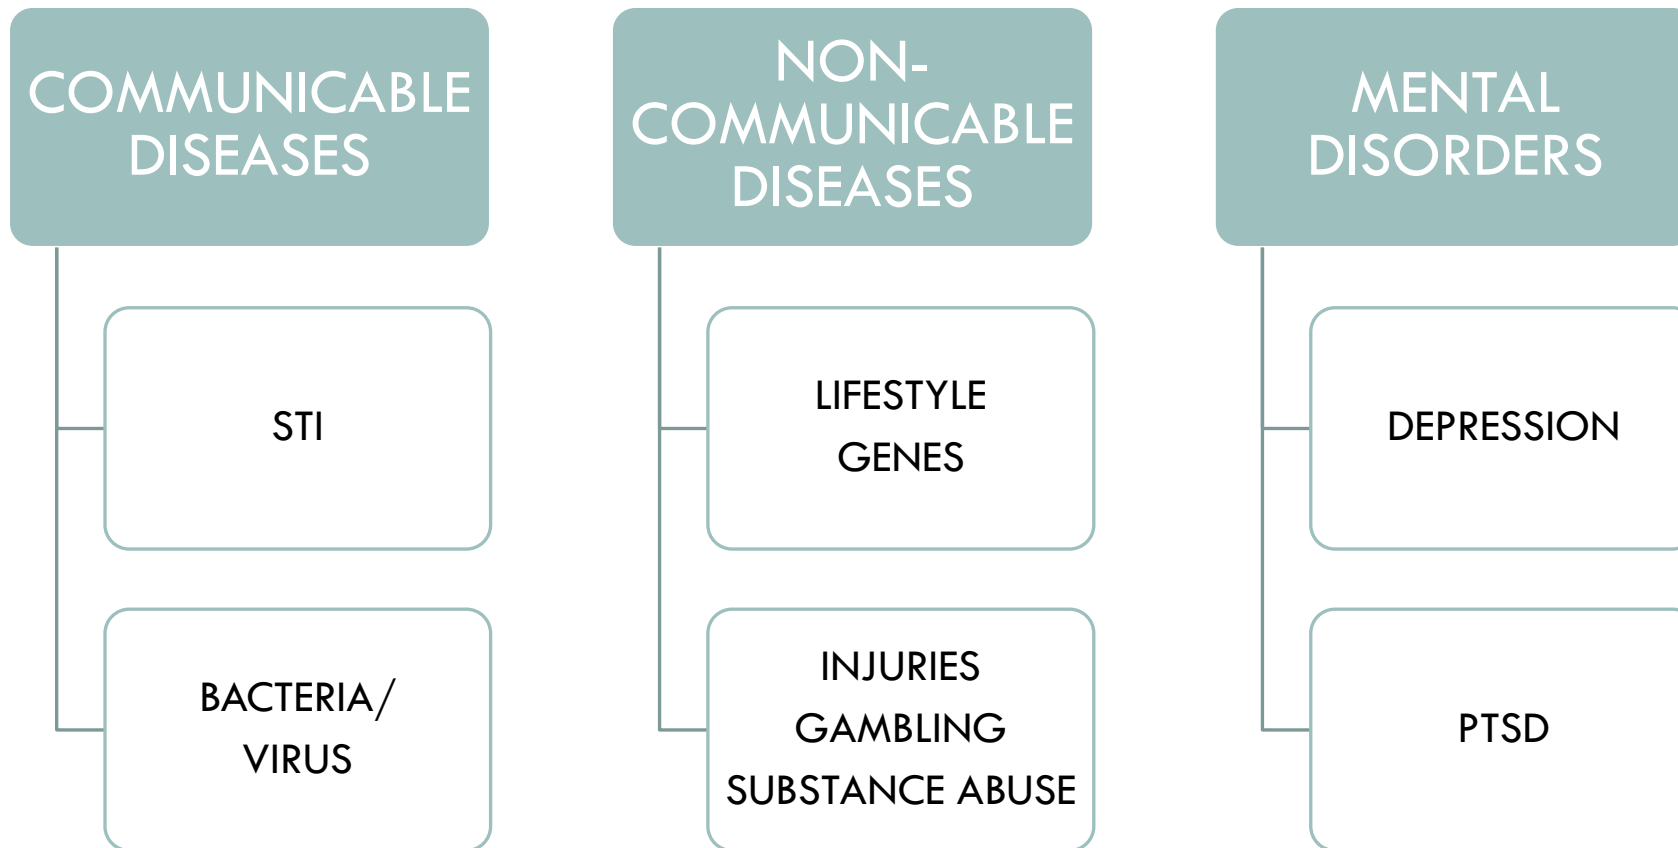 COMMUNICABLE
DISEASES
STI
BACTERIA/
VIRUS
NON-
COMMUNICABLE
DISEASES
LIFESTYLE
GENES
INJURIES
GAMBLING
SUBSTANCE ABUSE
MENTAL
DISORDERS
DEPRESSION
PTSD